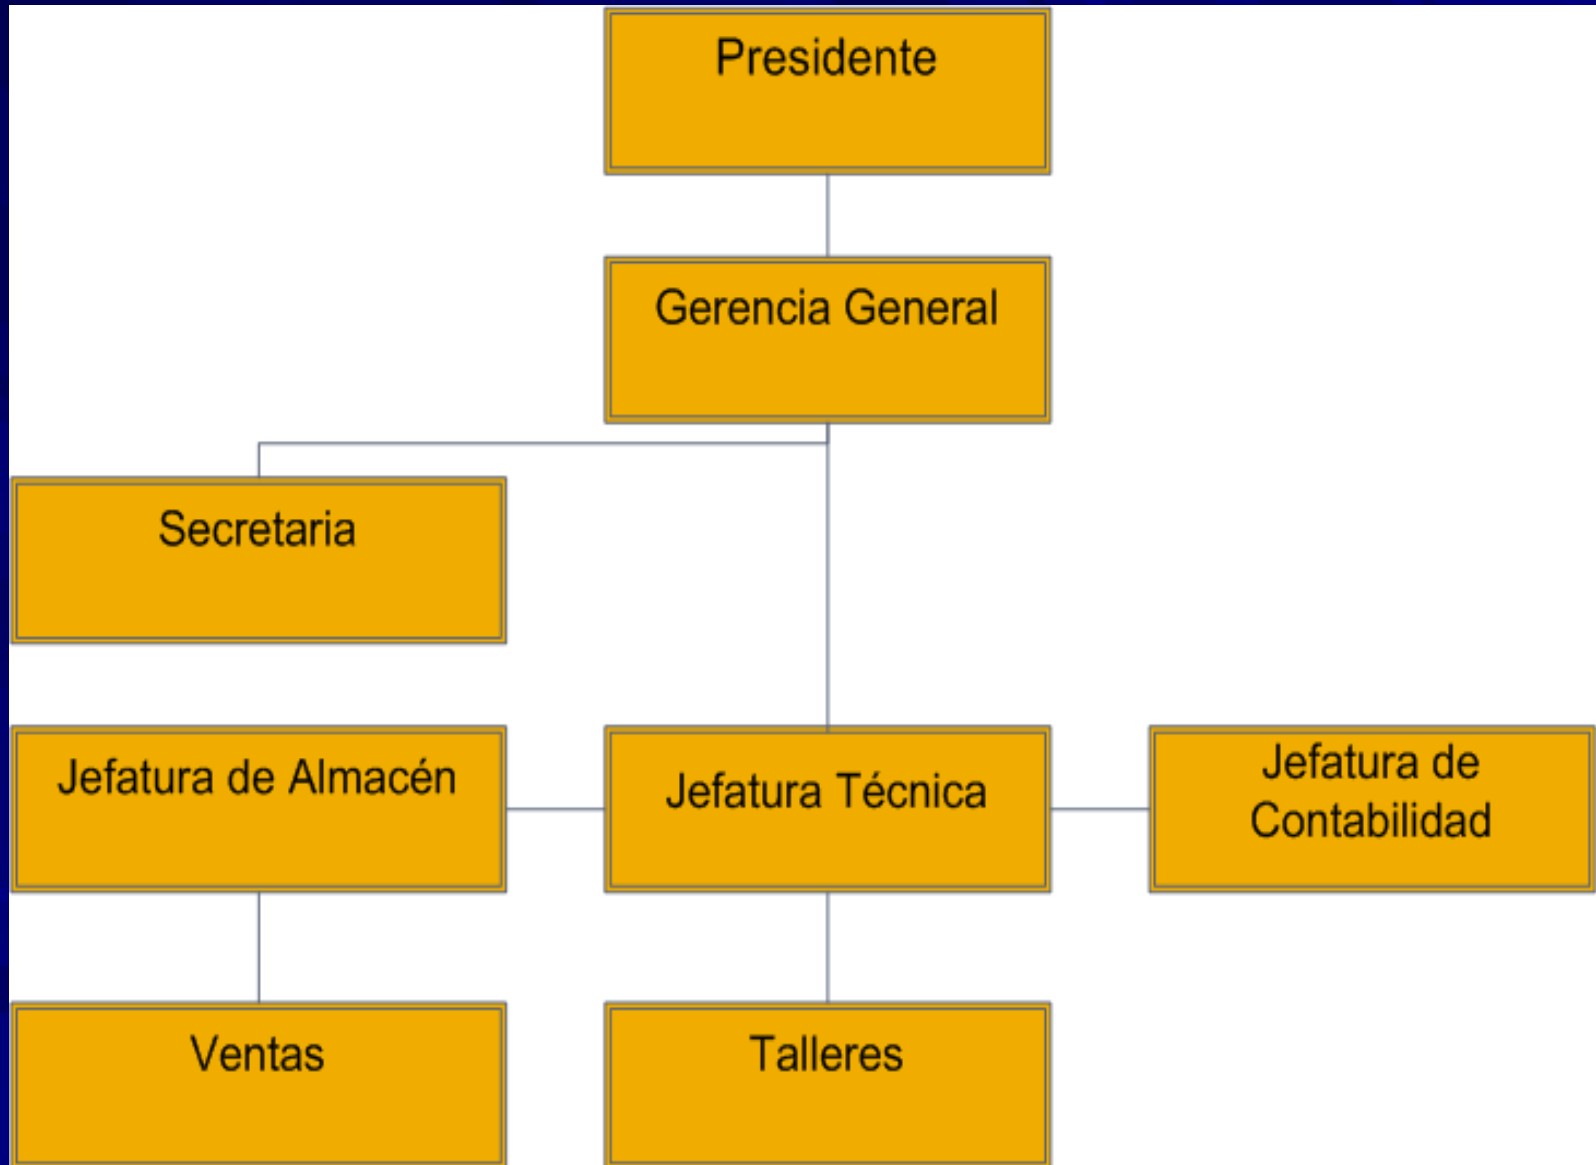 Presidente
Gerencia General
Secretaria
Jefatura de Almacén
Jefatura Técnica
Jefatura de
Contabilidad
Ventas
Talleres